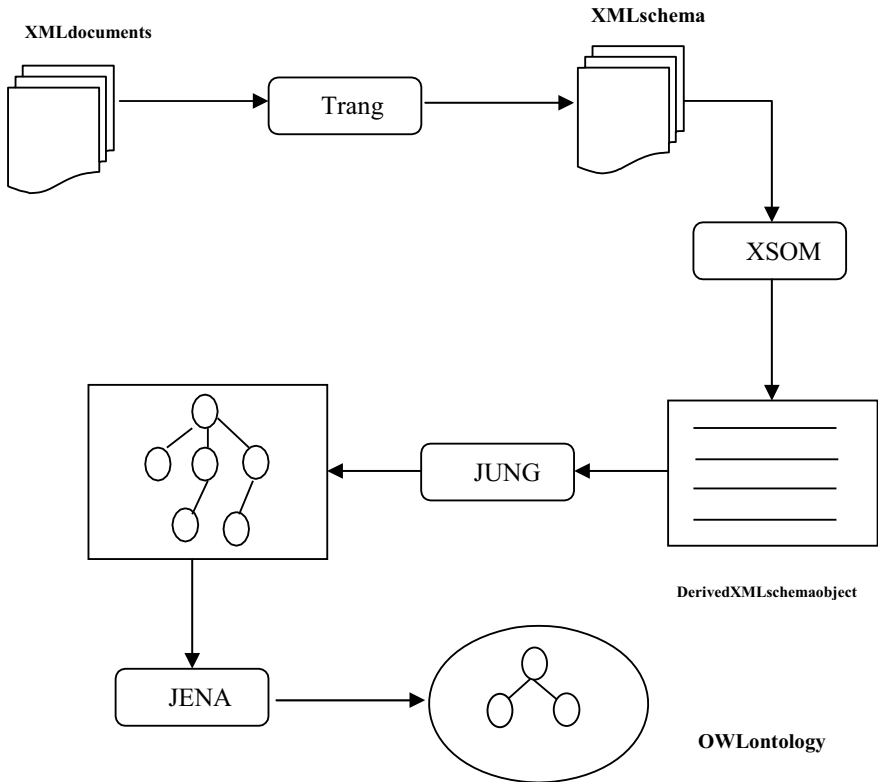 XMLdocuments
XMLschema
Trang
XSOM
JUNG
DerivedXMLschemaobject
JENA
OWLontology